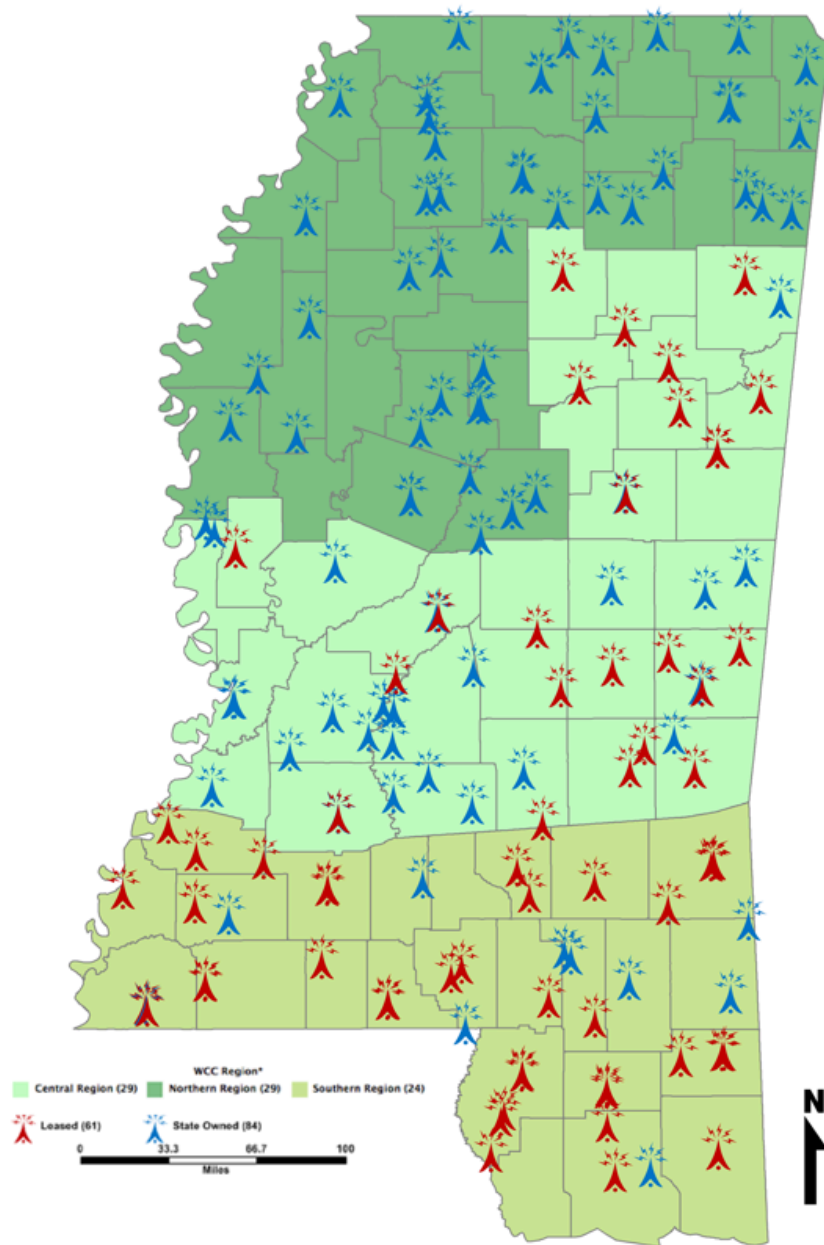 WCC Region*
Central Region (29) Northern Region (29) Southern Region (24)
Leased (61) State Owned (84)
0 33.3 66.7 100
Miles
N